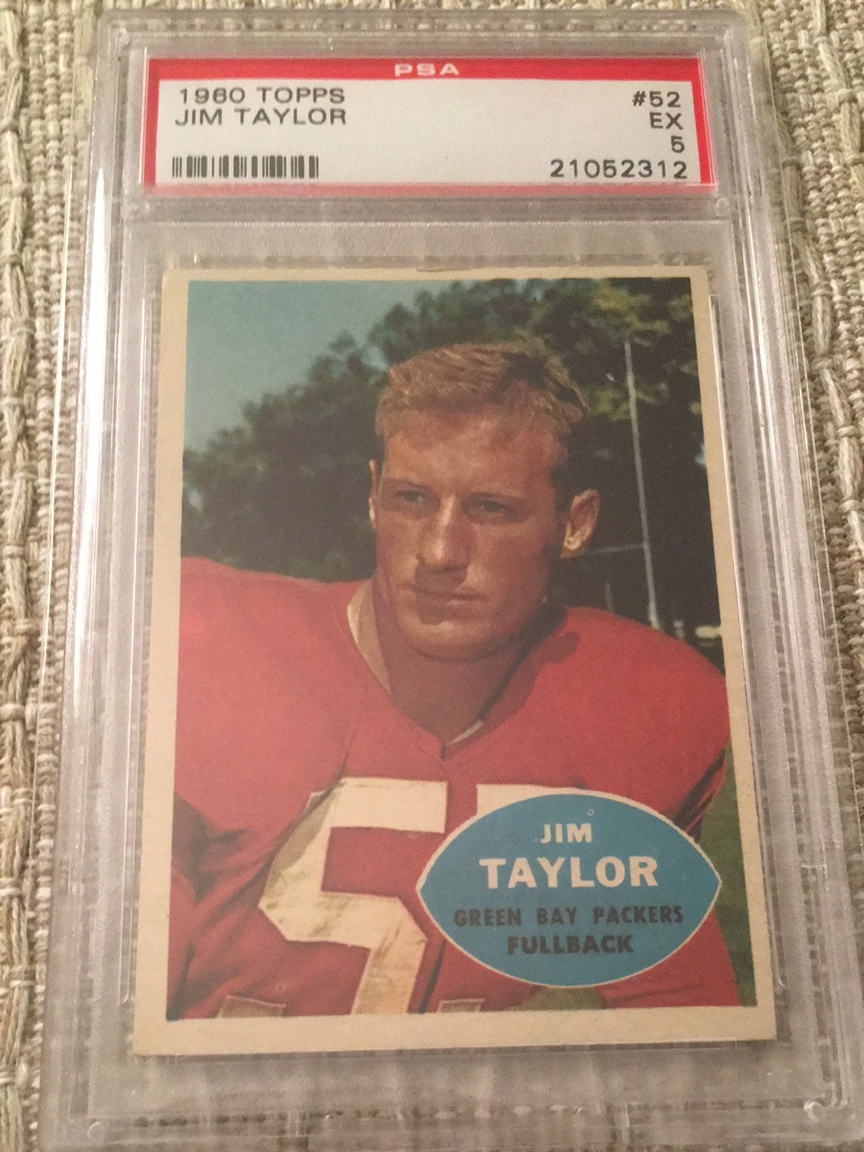 PSA
1960 TOPPS
#52
JIM TAYLOR
EX
5
21052312
JIM
TAYLOR
GREEN BAY PACKERS
FULLBACK